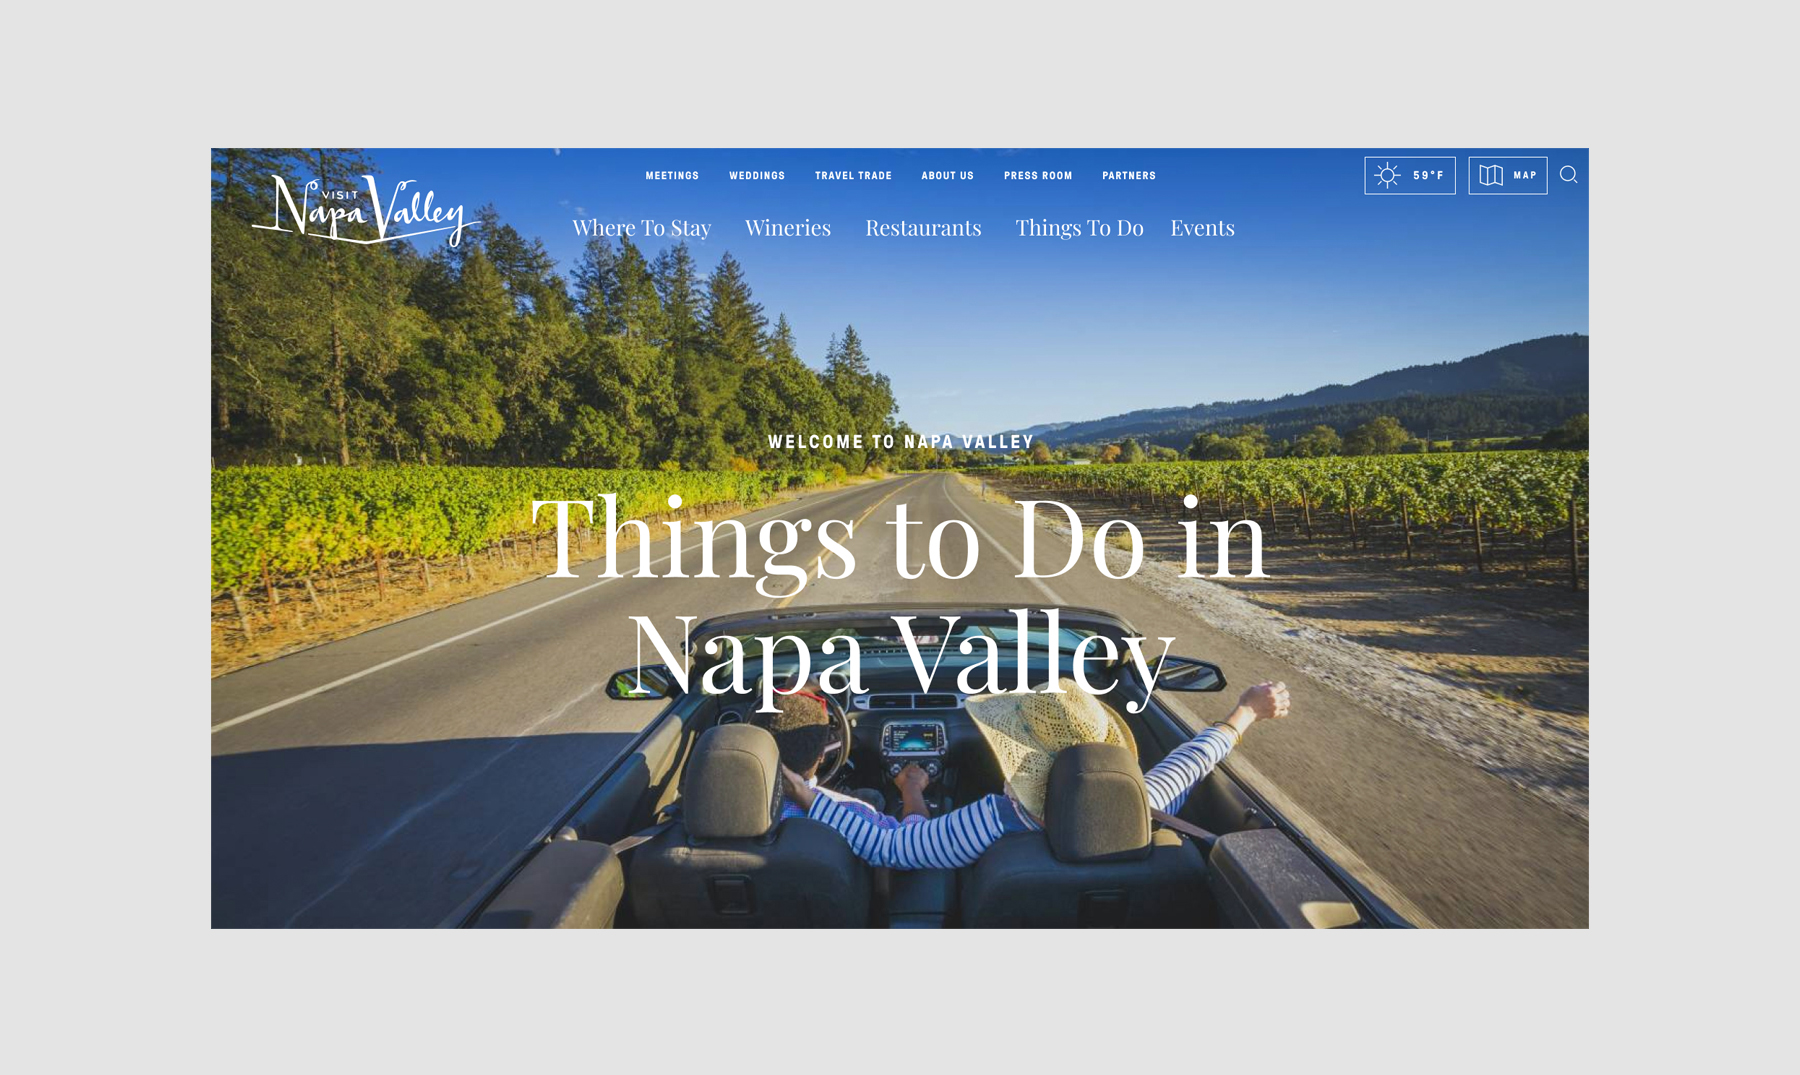 VISIT
Napa Valley
MEETINGS WEDDINGS TRAVEL TRADE ABOUT US PRESS ROOM PARTNERS
59°F
MAP
Where To Stay Wineries Restaurants Things To Do Events
WELCOME TO NAPA VALLEY
Things to Do in
Napa Valley